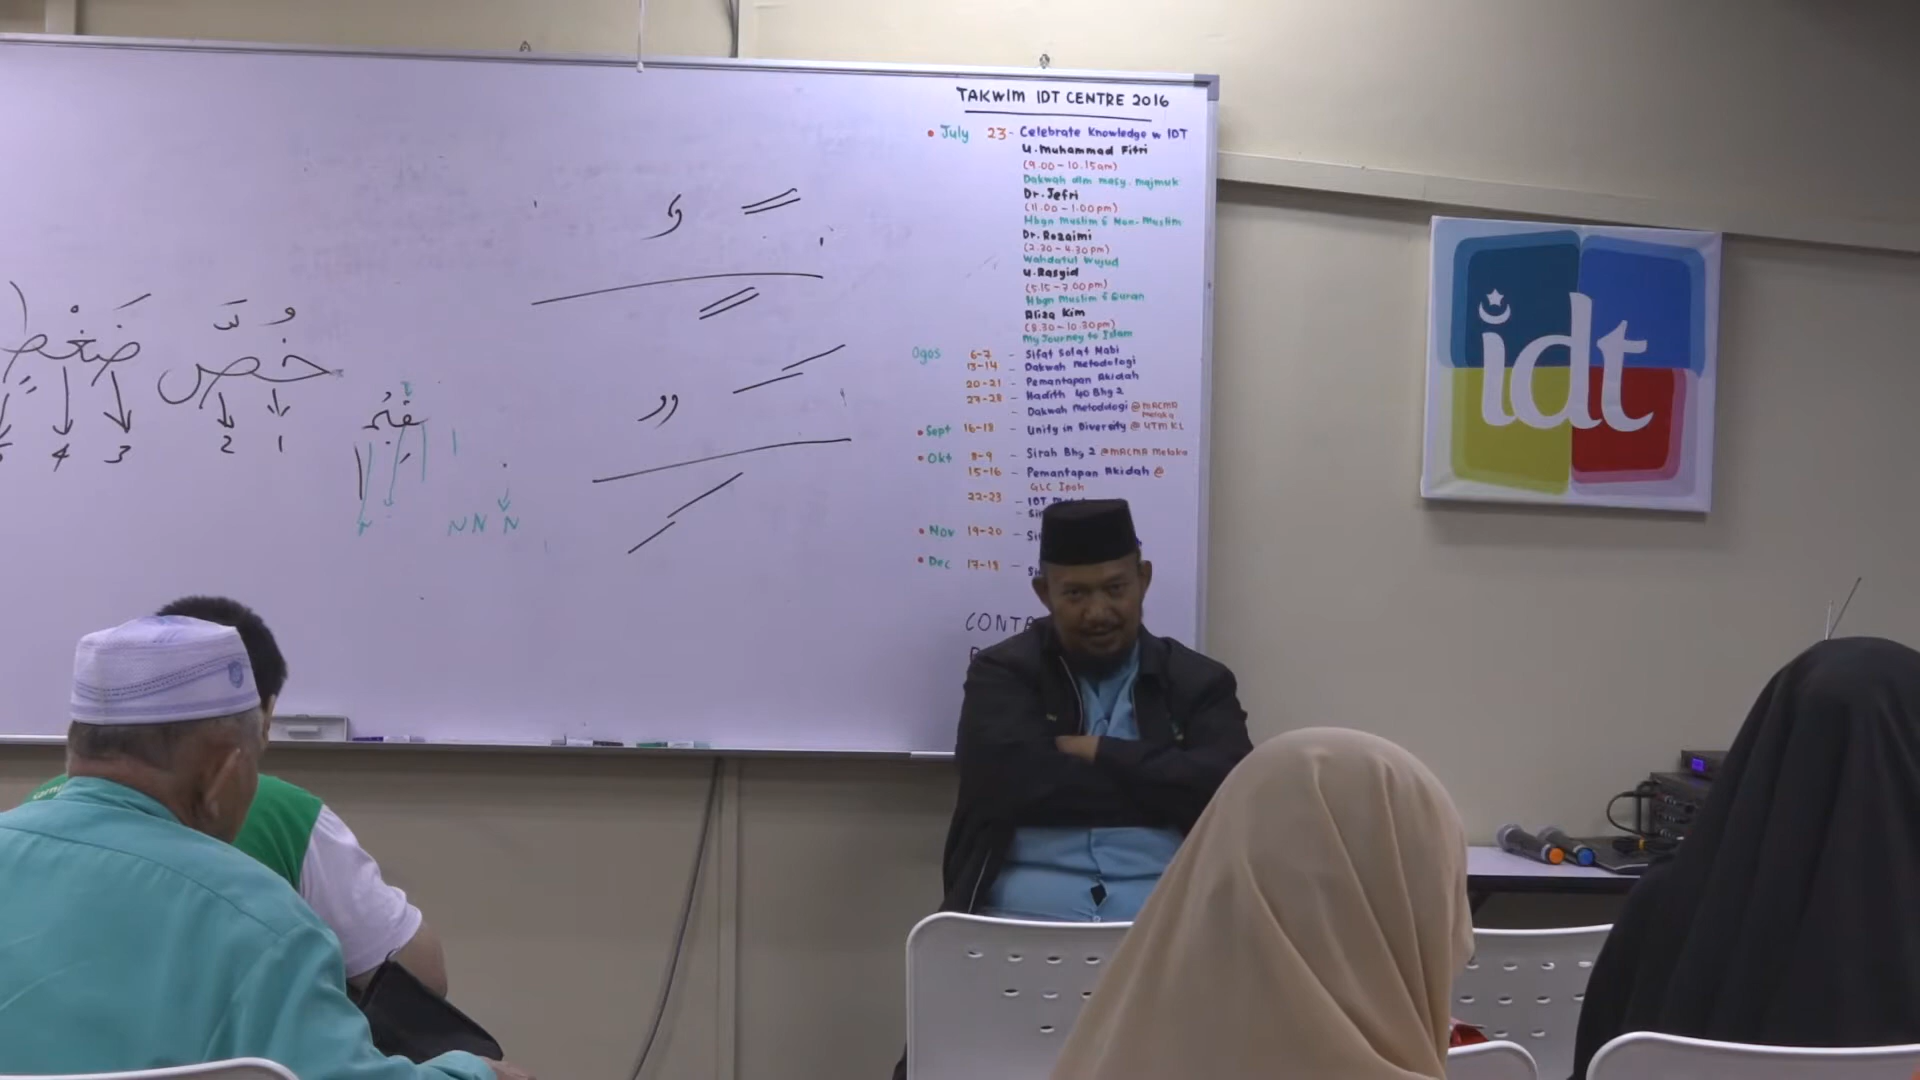 TAKWIM IDT CENTRE 2016
• July 23 - Celebrate Knowledge w IDT
U. Muhammad Fitri
(9.00 - 10.15am)
Dakwah dlm masy. majmuk
Dr. Jefri
(11.00 - 1.00pm)
Hbgn Muslim & Non-Muslim
Dr. Rozaimi
(2.30 - 4.30pm)
Wahdatul Wujud
U. Rasyid
(5.15 - 7.00pm)
Hbgn Muslim & Quran
Aliza Kim
(8.30 - 10.30pm)
My Journey to Islam
Ogos 6-7 - Sifat Solat Nabi
13-14 - Dakwah Metodologi
20-21 - Pemantapan Akidah
27-28 - Hadith 40 Bhg 2
- Dakwah Metodologi @ MACMA Melaka
• Sept 16-18 - Unity in Diversity @ UTM KL
• Okt 8-9 - Sirah Bhg 2 @ MACMA Melaka
15-16 - Pemantapan Akidah @
GLC Ipoh
22-23 - IDT
• Nov 19-20 -
• Dec 17-18 -
خُصَّ ضَغْطٍ
5 4 3 2 1
N N N N
idt